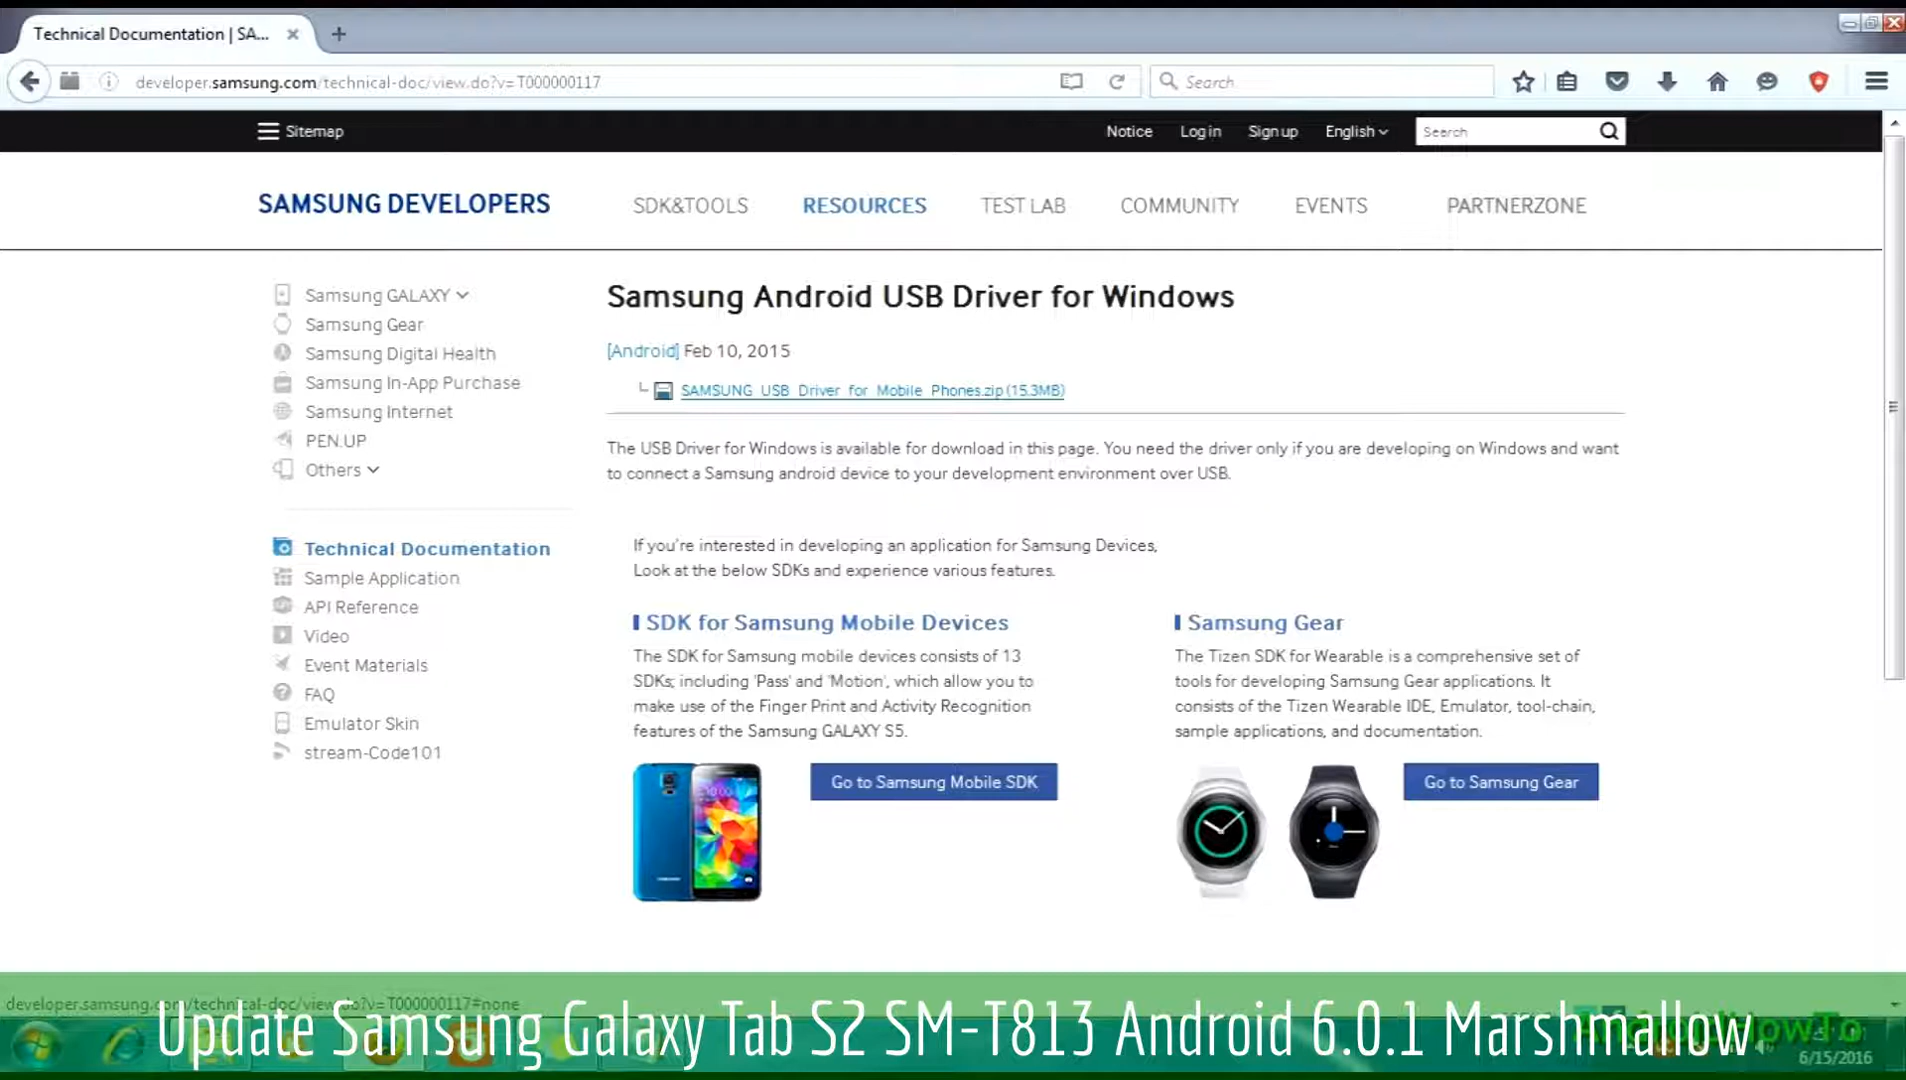 Technical Documentation | SA...
developer.samsung.com/technical-doc/view.do?v=T000000117
Search
Sitemap
Notice
Log in
Sign up
English
Search
SAMSUNG DEVELOPERS
SDK&TOOLS
RESOURCES
TEST LAB
COMMUNITY
EVENTS
PARTNERZONE
Samsung GALAXY
Samsung Gear
Samsung Digital Health
Samsung In-App Purchase
Samsung Internet
PEN.UP
Others
Technical Documentation
Sample Application
API Reference
Video
Event Materials
FAQ
Emulator Skin
stream-Code101
Samsung Android USB Driver for Windows
[Android] Feb 10, 2015
SAMSUNG_USB_Driver_for_Mobile_Phones.zip (15.3MB)
The USB Driver for Windows is available for download in this page. You need the driver only if you are developing on Windows and want
to connect a Samsung android device to your development environment over USB.
If you're interested in developing an application for Samsung Devices,
Look at the below SDKs and experience various features.
SDK for Samsung Mobile Devices
The SDK for Samsung mobile devices consists of 13
SDKs; including 'Pass' and 'Motion', which allow you to
make use of the Finger Print and Activity Recognition
features of the Samsung GALAXY S5.
Go to Samsung Mobile SDK
Samsung Gear
The Tizen SDK for Wearable is a comprehensive set of
tools for developing Samsung Gear applications. It
consists of the Tizen Wearable IDE, Emulator, tool-chain,
sample applications, and documentation.
Go to Samsung Gear
developer.samsung.com/technical-doc/view.do?v=T000000117#none
Update Samsung Galaxy Tab S2 SM-T813 Android 6.0.1 Marshmallow
6/15/2016